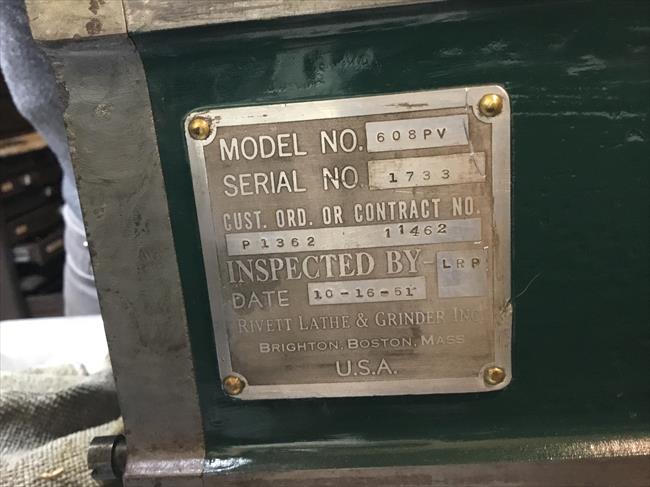 MODEL NO. 608PV
SERIAL NO. 1733
CUST. ORD. OR CONTRACT NO.
P1362 11462
INSPECTED BY- LRP
DATE 10-16-51
RIVETT LATHE & GRINDER INC.
BRIGHTON, BOSTON, MASS
U.S.A.